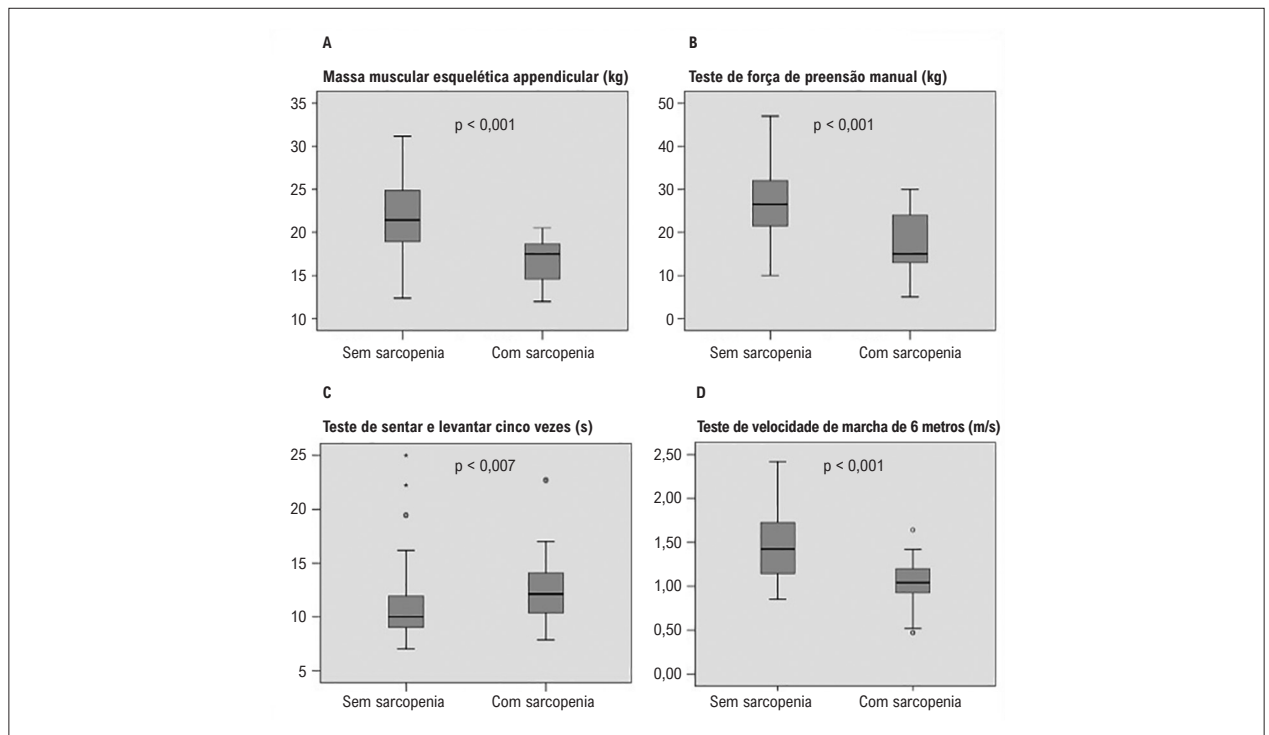 A
Massa muscular esquelética appendicular (kg)
35
30
25
20
15
10
p < 0,001
Sem sarcopenia
Com sarcopenia
B
Teste de força de preensão manual (kg)
50
40
30
20
10
0
p < 0,001
Sem sarcopenia
Com sarcopenia
C
Teste de sentar e levantar cinco vezes (s)
25
20
15
10
5
p < 0,007
Sem sarcopenia
Com sarcopenia
D
Teste de velocidade de marcha de 6 metros (m/s)
2,50
2,00
1,50
1,00
0,50
0,00
p < 0,001
Sem sarcopenia
Com sarcopenia